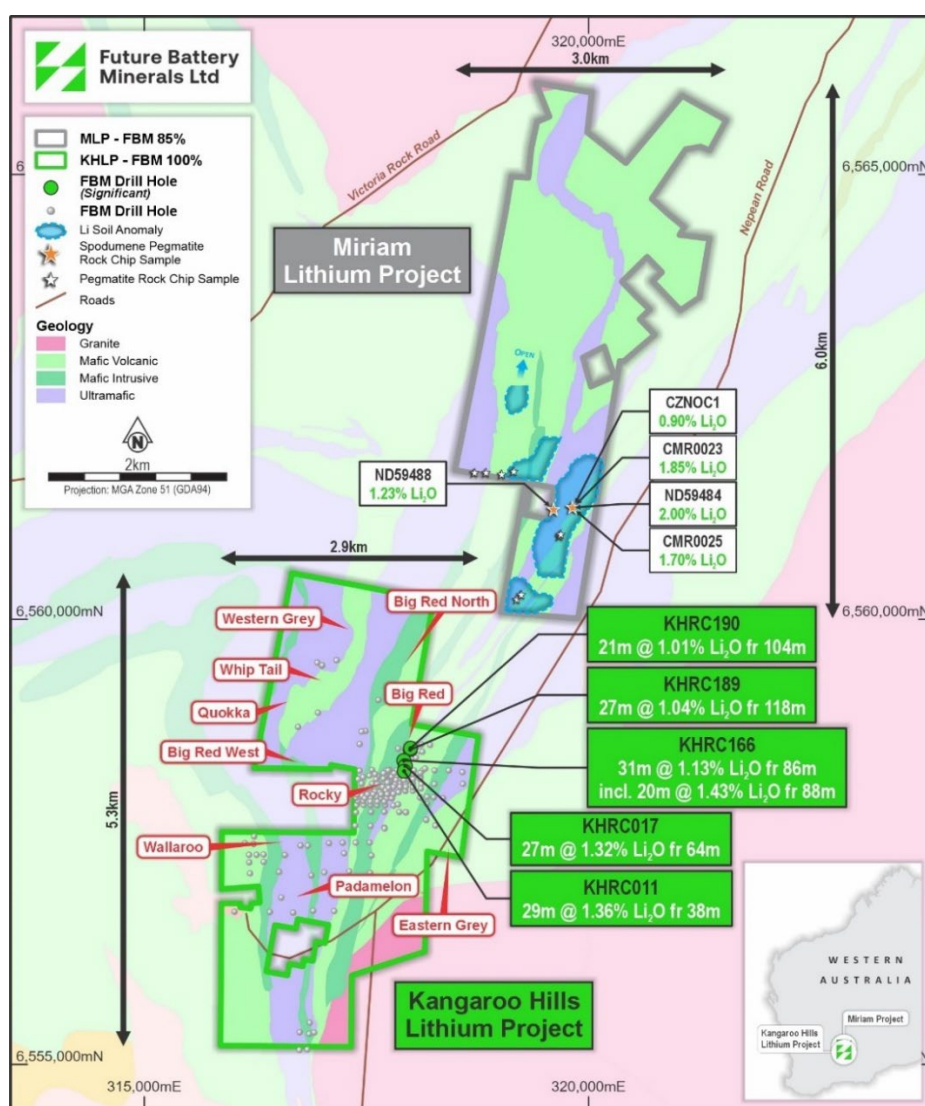 Future Battery
Minerals Ltd
MLP - FBM 85%
KHLP - FBM 100%
FBM Drill Hole
(Significant)
FBM Drill Hole
Li Soil Anomaly
Spodumene Pegmatite
Rock Chip Sample
Pegmatite Rock Chip Sample
Roads
Geology
Granite
Mafic Volcanic
Mafic Intrusive
Ultramafic
N
2km
Projection: MGA Zone 51 (GDA94)
320,000mE
3.0km
6,565,000mN
Victoria Rock Road
Nepean Road
Miriam
Lithium Project
6.0km
OPEN
CZNOC1
0.90% Li₂O
CMR0023
1.85% Li₂O
ND59484
2.00% Li₂O
CMR0025
1.70% Li₂O
ND59488
1.23% Li₂O
2.9km
6,560,000mN
6,560,000mN
Western Grey
Big Red North
Whip Tail
Quokka
Big Red
Big Red West
Rocky
Wallaroo
Padamelon
Eastern Grey
5.3km
KHRC190
21m @ 1.01% Li₂O fr 104m
KHRC189
27m @ 1.04% Li₂O fr 118m
KHRC166
31m @ 1.13% Li₂O fr 86m
incl. 20m @ 1.43% Li₂O fr 88m
KHRC017
27m @ 1.32% Li₂O fr 64m
KHRC011
29m @ 1.36% Li₂O fr 38m
Kangaroo Hills
Lithium Project
6,555,000mN
315,000mE
320,000mE
WESTERN
AUSTRALIA
Miriam Project
Kangaroo Hills
Lithium Project